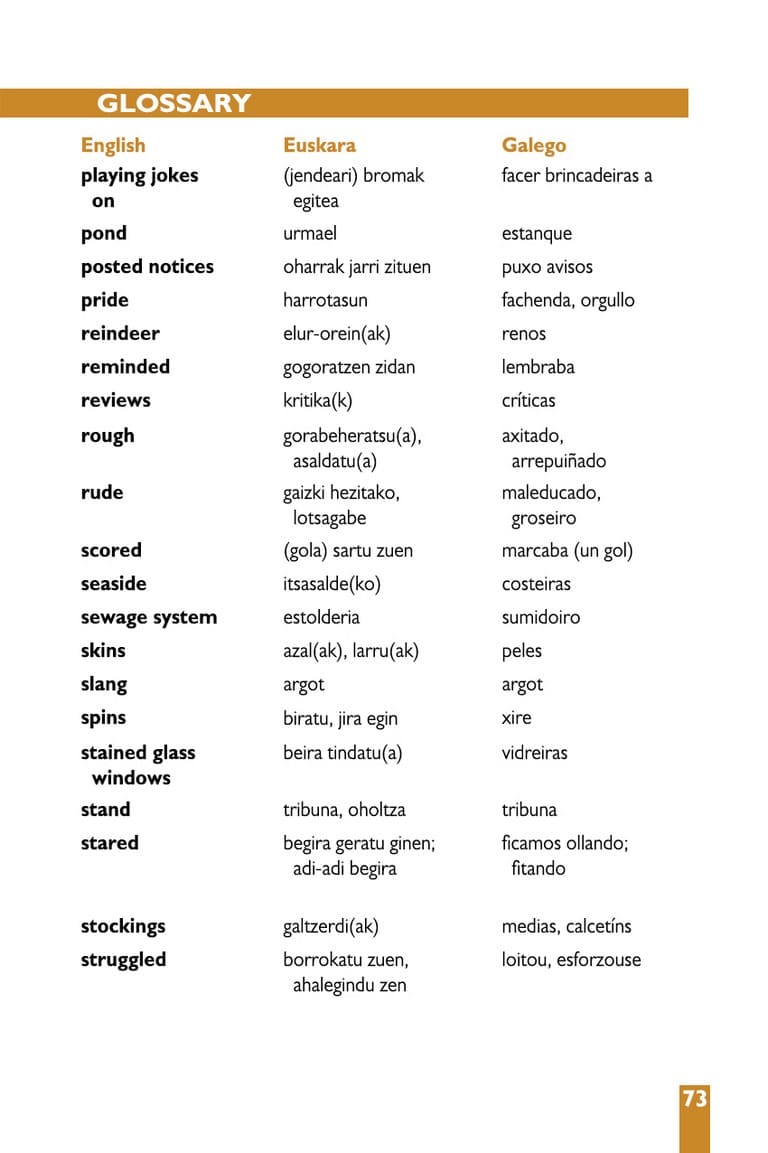 GLOSSARY
English Euskara Galego
playing jokes (jendeari) bromak facer brincadeiras a
on egitea
pond urmael estanque
posted notices oharrak jarri zituen puxo avisos
pride harrotasun fachenda, orgullo
reindeer elur-orein(ak) renos
reminded gogoratzen zidan lembraba
reviews kritika(k) críticas
rough gorabeheratsu(a), axitado,
asaldatu(a) arrepuiñado
rude gaizki hezitako, maleducado,
lotsagabe groseiro
scored (gola) sartu zuen marcaba (un gol)
seaside itsasalde(ko) costeiras
sewage system estolderia sumidoiro
skins azal(ak), larru(ak) peles
slang argot argot
spins biratu, jira egin xire
stained glass beira tindatu(a) vidreiras
windows
stand tribuna, oholtza tribuna
stared begira geratu ginen; ficamos ollando;
adi-adi begira fitando
stockings galtzerdi(ak) medias, calcetíns
struggled borrokatu zuen, loitou, esforzouse
ahalegindu zen
73